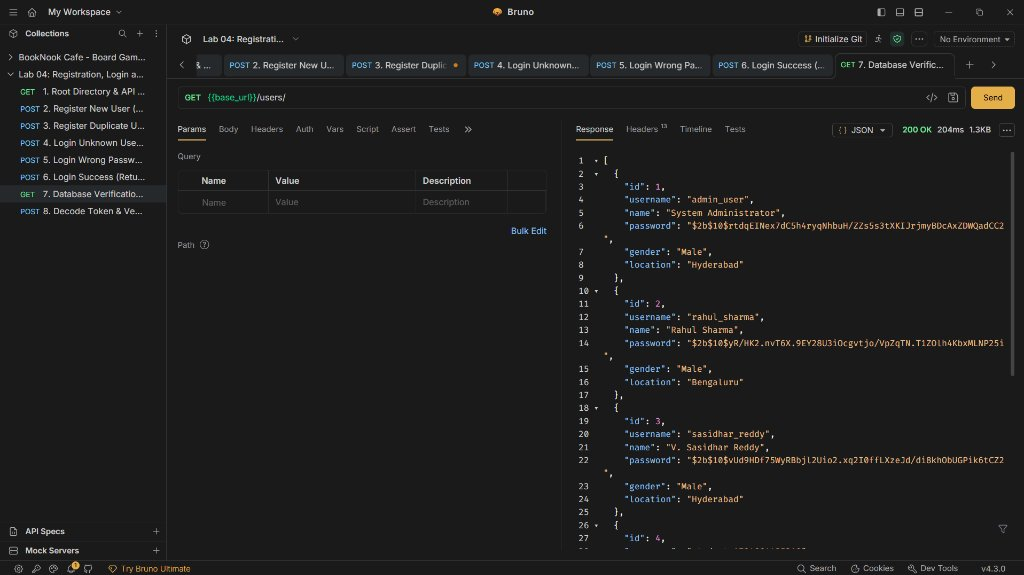 My Workspace
Bruno
Collections
Lab 04: Registrati...
Initialize Git
No Environment
BookNook Cafe - Board Gam...
Lab 04: Registration, Login a...
GET 1. Root Directory & API ...
POST 2. Register New User (...
POST 3. Register Duplicate U...
POST 4. Login Unknown Use...
POST 5. Login Wrong Passw...
POST 6. Login Success (Retu...
GET 7. Database Verificatio...
POST 8. Decode Token & Ve...
& ...
POST 2. Register New U...
POST 3. Register Duplic
POST 4. Login Unknown...
POST 5. Login Wrong Pa...
POST 6. Login Success (...
GET 7. Database Verific...
GET {{base_url}}/users/
Send
Params Body Headers Auth Vars Script Assert Tests
Query
Name Value Description
Name Value Description
Bulk Edit
Path
Response Headers 13 Timeline Tests
{ } JSON
200 OK 204ms 1.3KB
1 [
2 {
3 "id": 1,
4 "username": "admin_user",
5 "name": "System Administrator",
6 "password": "$2b$10$rtdqEINex7dC5h4ryqNhbuH/ZZs5s3tXKIJrjmyBDcAxZDWQadCC2
",
7 "gender": "Male",
8 "location": "Hyderabad"
9 },
10 {
11 "id": 2,
12 "username": "rahul_sharma",
13 "name": "Rahul Sharma",
14 "password": "$2b$10$yR/HK2.nvT6X.9EY28U3iOcgvtjo/VpZqTN.T1ZOlh4KbxMLNP25i
",
15 "gender": "Male",
16 "location": "Bengaluru"
17 },
18 {
19 "id": 3,
20 "username": "sasidhar_reddy",
21 "name": "V. Sasidhar Reddy",
22 "password": "$2b$10$vUd9HDf75WyRBbjl2Uio2.xq2I0ffLXzeJd/diBkhObUGPik6tCZ2
",
23 "gender": "Male",
24 "location": "Hyderabad"
25 },
26 {
27 "id": 4,
API Specs
Mock Servers
1
Try Bruno Ultimate
Search
Cookies
Dev Tools
v4.3.0